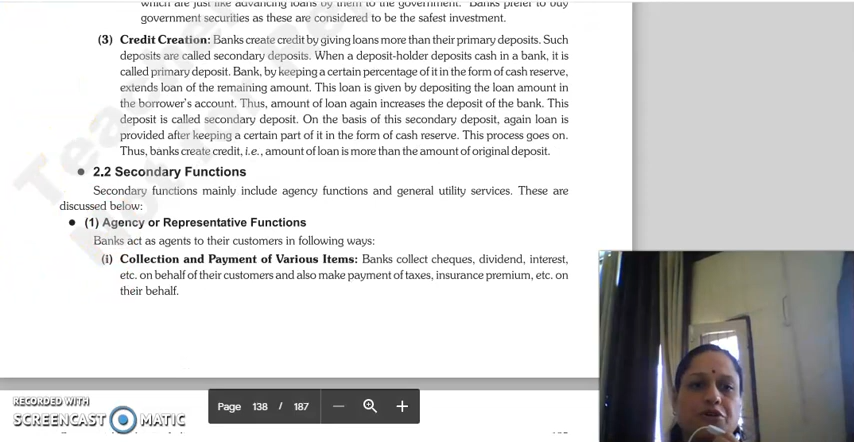 which are just like advancing loans by them to the government. Banks prefer to buy
government securities as these are considered to be the safest investment.
(3) Credit Creation: Banks create credit by giving loans more than their primary deposits. Such
deposits are called secondary deposits. When a deposit-holder deposits cash in a bank, it is
called primary deposit. Bank, by keeping a certain percentage of it in the form of cash reserve,
extends loan of the remaining amount. This loan is given by depositing the loan amount in
the borrower's account. Thus, amount of loan again increases the deposit of the bank. This
deposit is called secondary deposit. On the basis of this secondary deposit, again loan is
provided after keeping a certain part of it in the form of cash reserve. This process goes on.
Thus, banks create credit, i.e., amount of loan is more than the amount of original deposit.
• 2.2 Secondary Functions
Secondary functions mainly include agency functions and general utility services. These are
discussed below:
• (1) Agency or Representative Functions
Banks act as agents to their customers in following ways:
(i) Collection and Payment of Various Items: Banks collect cheques, dividend, interest,
etc. on behalf of their customers and also make payment of taxes, insurance premium, etc. on
their behalf.
RECORDED WITH
SCREENCAST MATIC
Page 138 / 187 — +